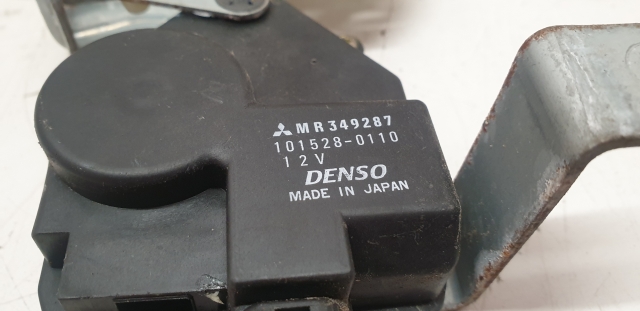 MR349287
101528-0110
12V
DENSO
MADE IN JAPAN